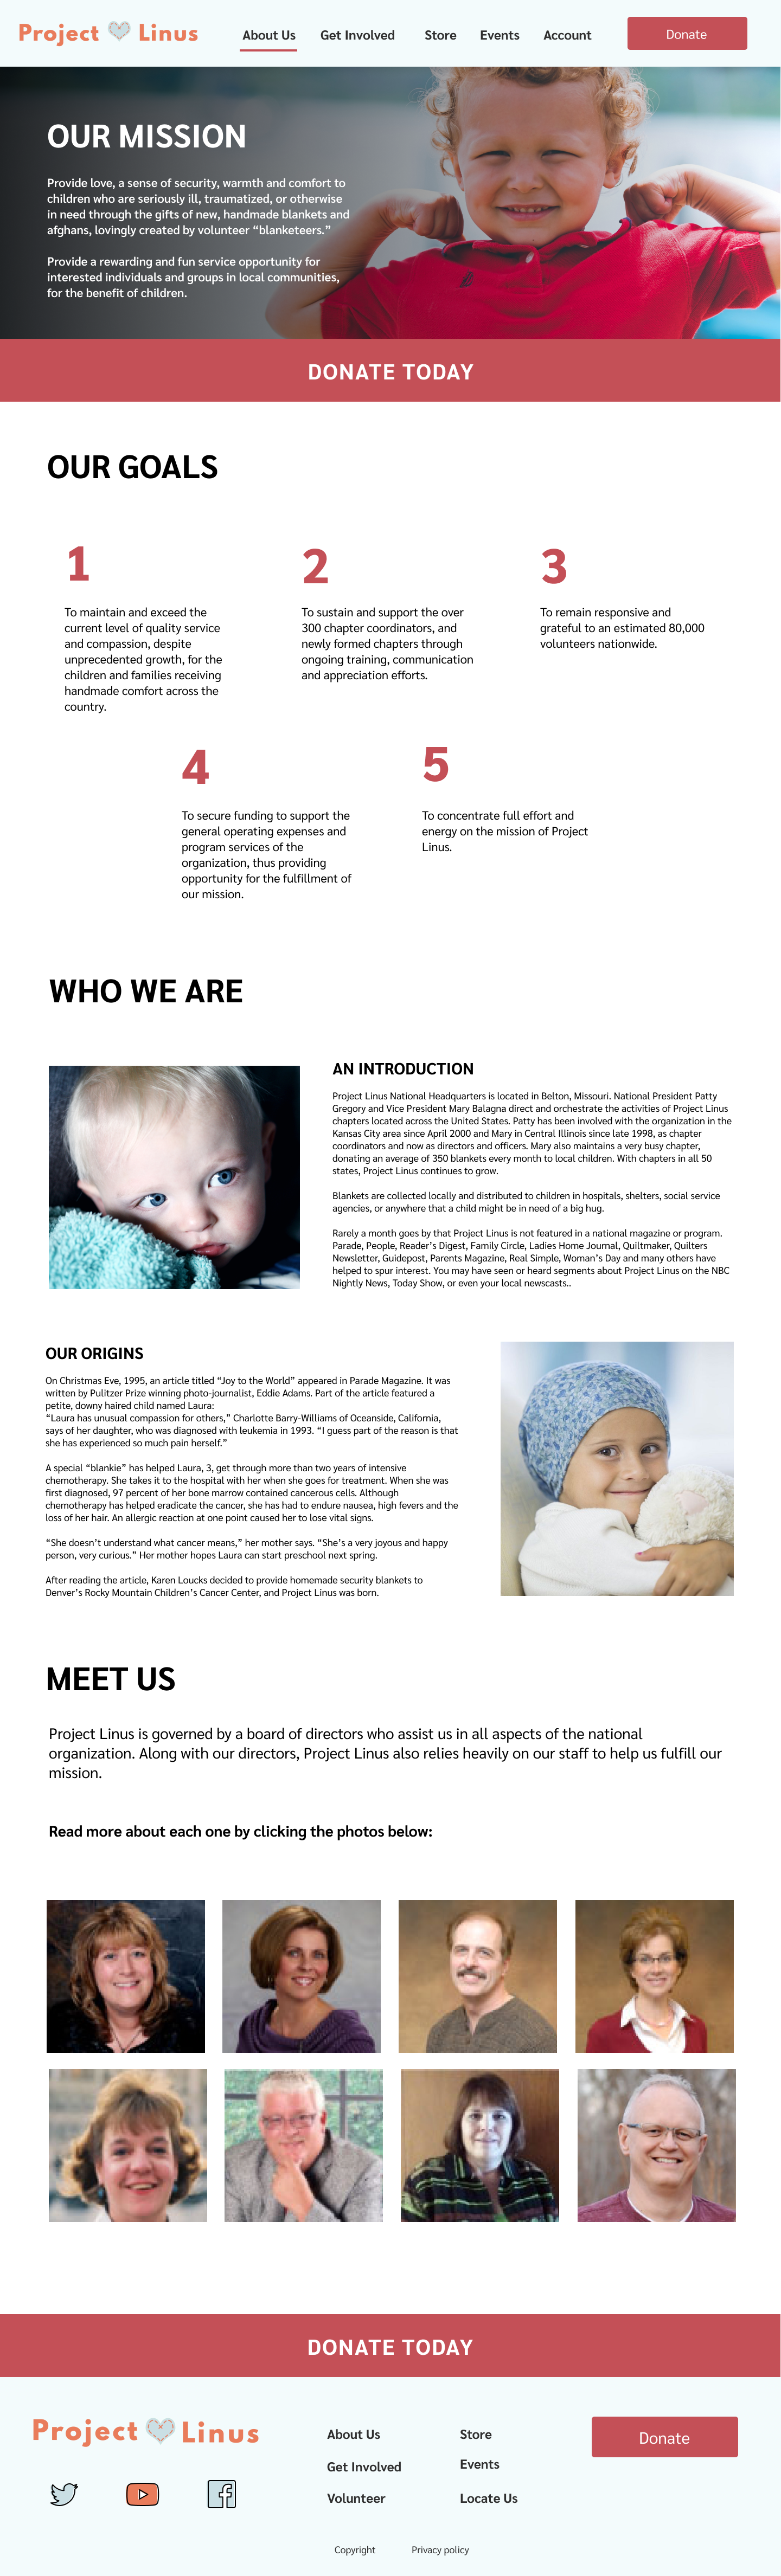 Project Linus
About Us Get Involved Store Events Account Donate
OUR MISSION
Provide love, a sense of security, warmth and comfort to
children who are seriously ill, traumatized, or otherwise
in need through the gifts of new, handmade blankets and
afghans, lovingly created by volunteer “blanketeers.”
Provide a rewarding and fun service opportunity for
interested individuals and groups in local communities,
for the benefit of children.
DONATE TODAY
OUR GOALS
1
To maintain and exceed the
current level of quality service
and compassion, despite
unprecedented growth, for the
children and families receiving
handmade comfort across the
country.
2
To sustain and support the over
300 chapter coordinators, and
newly formed chapters through
ongoing training, communication
and appreciation efforts.
3
To remain responsive and
grateful to an estimated 80,000
volunteers nationwide.
4
To secure funding to support the
general operating expenses and
program services of the
organization, thus providing
opportunity for the fulfillment of
our mission.
5
To concentrate full effort and
energy on the mission of Project
Linus.
WHO WE ARE
AN INTRODUCTION
Project Linus National Headquarters is located in Belton, Missouri. National President Patty
Gregory and Vice President Mary Balagna direct and orchestrate the activities of Project Linus
chapters located across the United States. Patty has been involved with the organization in the
Kansas City area since April 2000 and Mary in Central Illinois since late 1998, as chapter
coordinators and now as directors and officers. Mary also maintains a very busy chapter,
donating an average of 350 blankets every month to local children. With chapters in all 50
states, Project Linus continues to grow.
Blankets are collected locally and distributed to children in hospitals, shelters, social service
agencies, or anywhere that a child might be in need of a big hug.
Rarely a month goes by that Project Linus is not featured in a national magazine or program.
Parade, People, Reader’s Digest, Family Circle, Ladies Home Journal, Quiltmaker, Quilters
Newsletter, Guidepost, Parents Magazine, Real Simple, Woman’s Day and many others have
helped to spur interest. You may have seen or heard segments about Project Linus on the NBC
Nightly News, Today Show, or even your local newscasts..
OUR ORIGINS
On Christmas Eve, 1995, an article titled “Joy to the World” appeared in Parade Magazine. It was
written by Pulitzer Prize winning photo-journalist, Eddie Adams. Part of the article featured a
petite, downy haired child named Laura:
“Laura has unusual compassion for others,” Charlotte Barry-Williams of Oceanside, California,
says of her daughter, who was diagnosed with leukemia in 1993. “I guess part of the reason is that
she has experienced so much pain herself.”
A special “blankie” has helped Laura, 3, get through more than two years of intensive
chemotherapy. She takes it to the hospital with her when she goes for treatment. When she was
first diagnosed, 97 percent of her bone marrow contained cancerous cells. Although
chemotherapy has helped eradicate the cancer, she has had to endure nausea, high fevers and the
loss of her hair. An allergic reaction at one point caused her to lose vital signs.
“She doesn’t understand what cancer means,” her mother says. “She’s a very joyous and happy
person, very curious.” Her mother hopes Laura can start preschool next spring.
After reading the article, Karen Loucks decided to provide homemade security blankets to
Denver’s Rocky Mountain Children’s Cancer Center, and Project Linus was born.
MEET US
Project Linus is governed by a board of directors who assist us in all aspects of the national
organization. Along with our directors, Project Linus also relies heavily on our staff to help us fulfill our
mission.
Read more about each one by clicking the photos below:
DONATE TODAY
Project Linus
About Us Store Donate
Get Involved Events
Volunteer Locate Us
Copyright Privacy policy